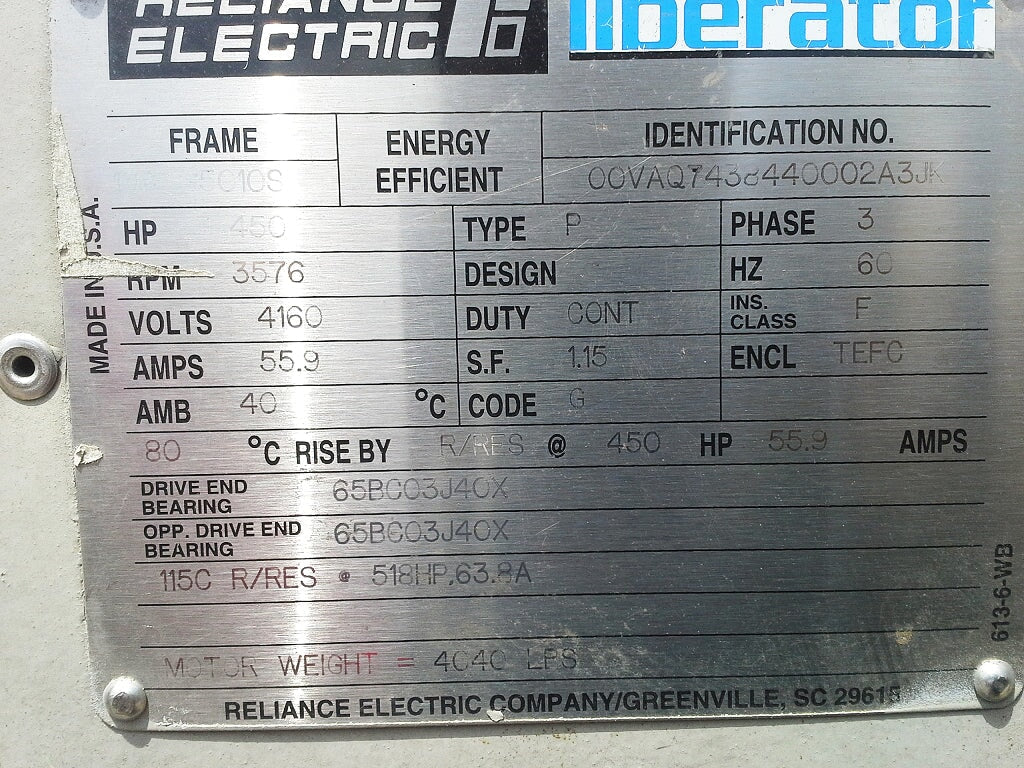 RELIANCE
ELECTRIC
liberator
FRAME
5010S
ENERGY
EFFICIENT
IDENTIFICATION NO.
MADE IN U.S.A.
HP 450 TYPE P PHASE 3
RPM 3576 DESIGN HZ 60
VOLTS 4160 DUTY CONT INS. CLASS F
AMPS 55.9 S.F. 1.15 ENCL TEFC
AMB 40 °C CODE G
80 °C RISE BY R/RES @ 450 HP 55.9 AMPS
DRIVE END
BEARING 65BC03J40X
OPP. DRIVE END
BEARING 65BC03J40X
115C R/RES @ 518HP,63.8A
MOTOR WEIGHT = 4040 LPS
RELIANCE ELECTRIC COMPANY/GREENVILLE, SC 29615
613-6-WB